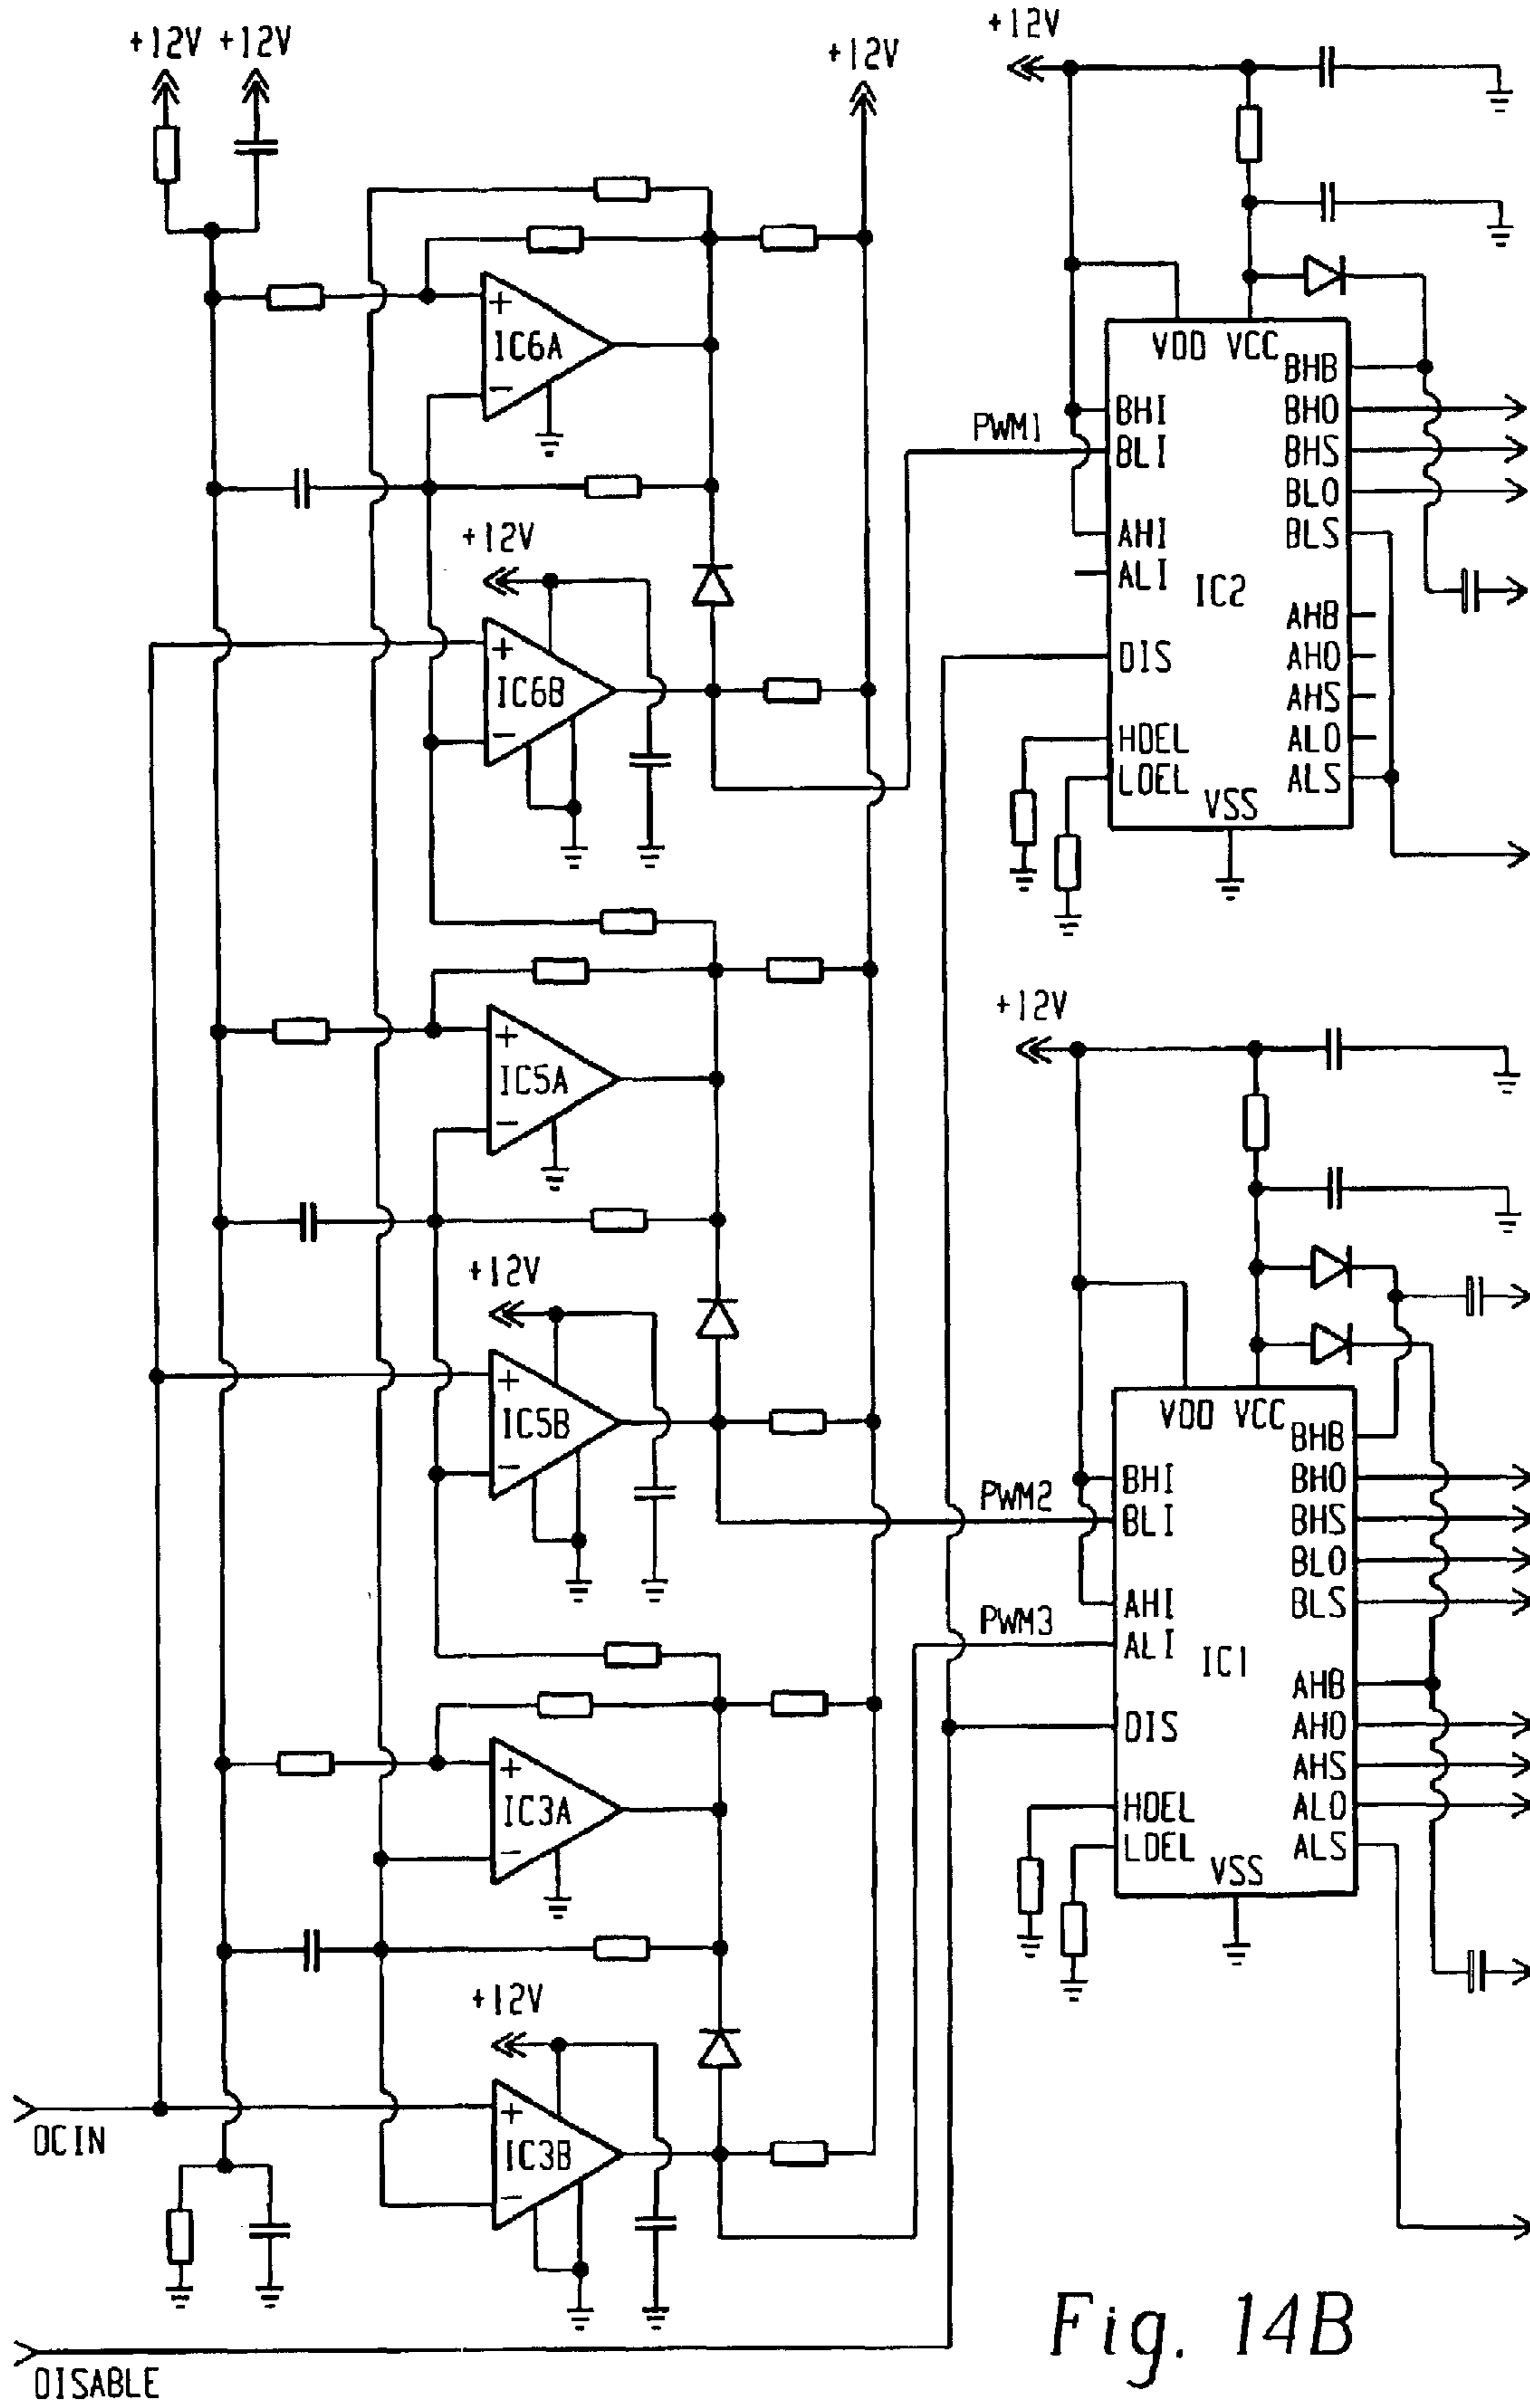 +12V +12V
+12V
+12V
+
IC6A
−
+12V
+
IC6B
−
PWM1
VDD VCC
BHB
BHI
BHO
BLI
BHS
BLO
AHI
BLS
ALI
IC2
AHB
DIS
AHO
AHS
HDEL
ALO
LDEL
ALS
VSS
+
IC5A
−
+12V
+12V
+
IC5B
−
PWM2
PWM3
VDD VCC
BHB
BHI
BHO
BLI
BHS
BLO
AHI
BLS
ALI
IC1
AHB
DIS
AHO
AHS
HDEL
ALO
LDEL
ALS
VSS
+
IC3A
−
+12V
+
IC3B
−
DCIN
DISABLE
Fig. 14B